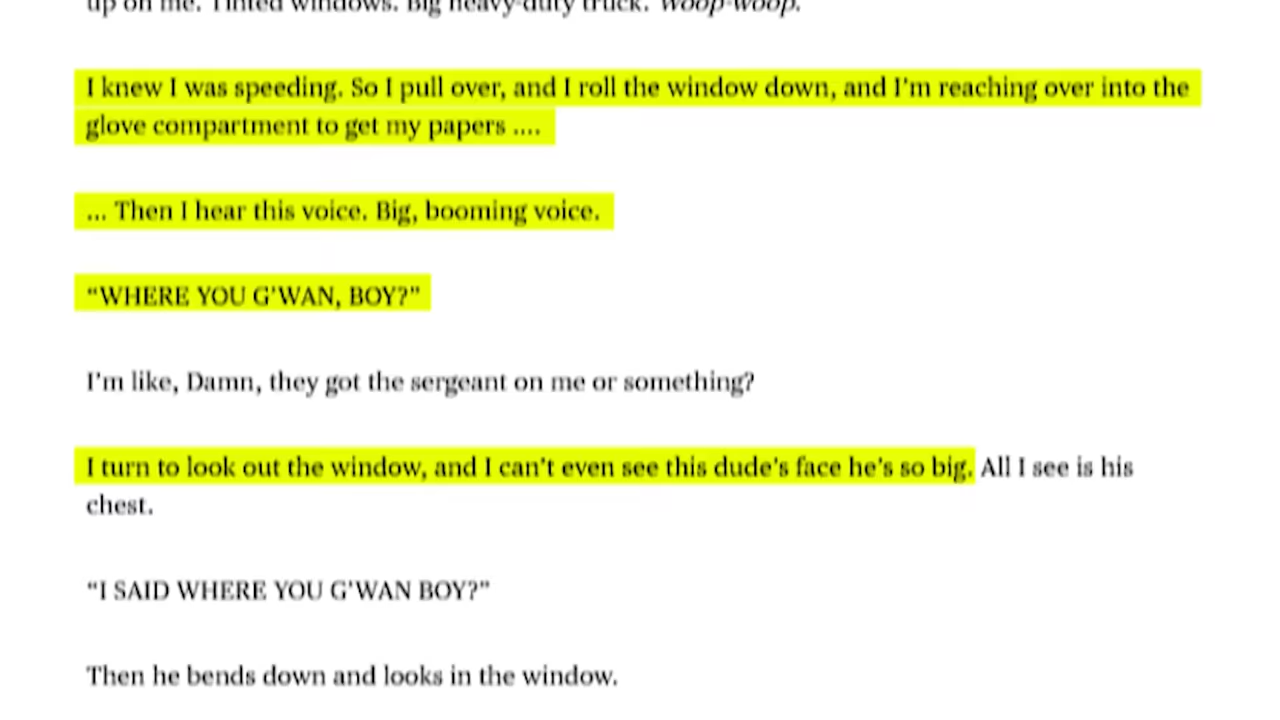 up on me. Tinted windows. Big heavy-duty truck. Woop-woop.
I knew I was speeding. So I pull over, and I roll the window down, and I'm reaching over into the
glove compartment to get my papers ....
... Then I hear this voice. Big, booming voice.
“WHERE YOU G'WAN, BOY?”
I'm like, Damn, they got the sergeant on me or something?
I turn to look out the window, and I can't even see this dude's face he's so big. All I see is his
chest.
“I SAID WHERE YOU G'WAN BOY?”
Then he bends down and looks in the window.